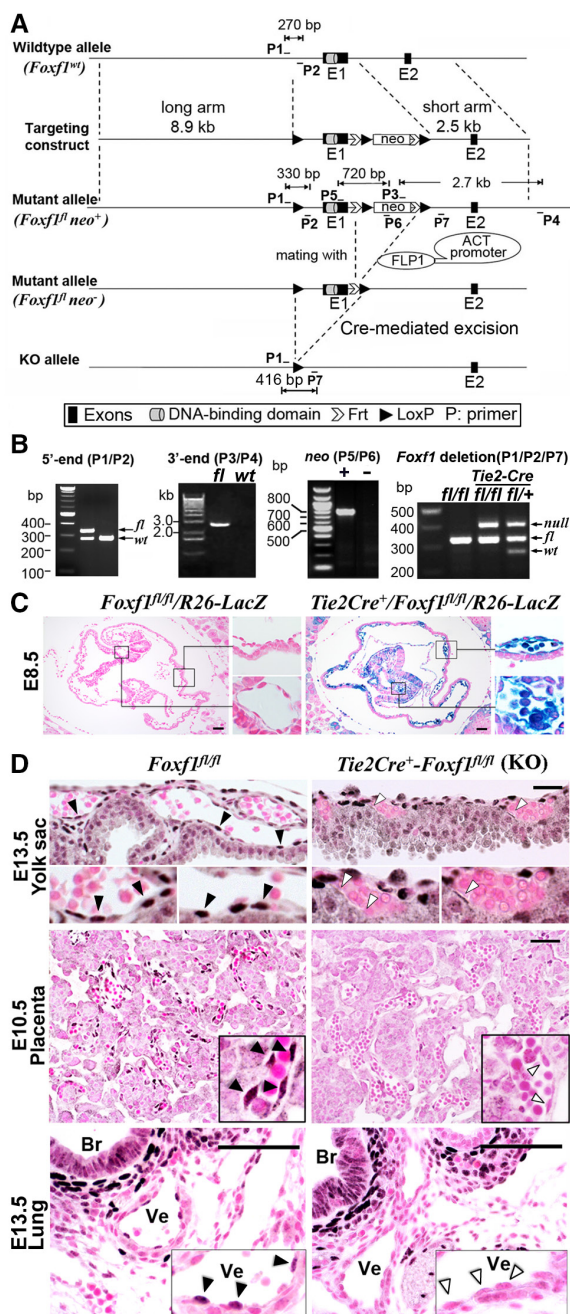 A
270 bp
Wildtype allele
P1
(Foxf1wt)
P2
E1
E2
long arm
8.9 kb
short arm
2.5 kb
Targeting
construct
neo
E1
E2
330 bp
720 bp
2.7 kb
Mutant allele
P1
P5
P3
(Foxf1fl neo+)
neo
P2
E1
P6
P7
E2
P4
mating with
FLP1
ACT
promoter
Mutant allele
(Foxf1fl neo-)
E1
E2
Cre-mediated excision
KO allele
P1
416 bp
P7
E2
Exons
DNA-binding domain
Frt
LoxP
P: primer
B
5'-end (P1/P2)
bp
400
300
200
100
fl
wt
3'-end (P3/P4)
kb
fl
wt
3.0
2.0
neo (P5/P6)
bp
+
-
800
700
600
500
Foxf1 deletion(P1/P2/P7)
Tie2-Cre
bp
fl/fl
fl/fl
fl/+
500
400
300
200
null
fl
wt
C
Foxf1fl/fl/R26-LacZ
Tie2Cre+/Foxf1fl/fl/R26-LacZ
E8.5
D
Foxf1fl/fl
Tie2Cre+-Foxf1fl/fl (KO)
E13.5
Yolk sac
E10.5
Placenta
E13.5
Lung
Br
Ve
Ve
Br
Ve
Ve